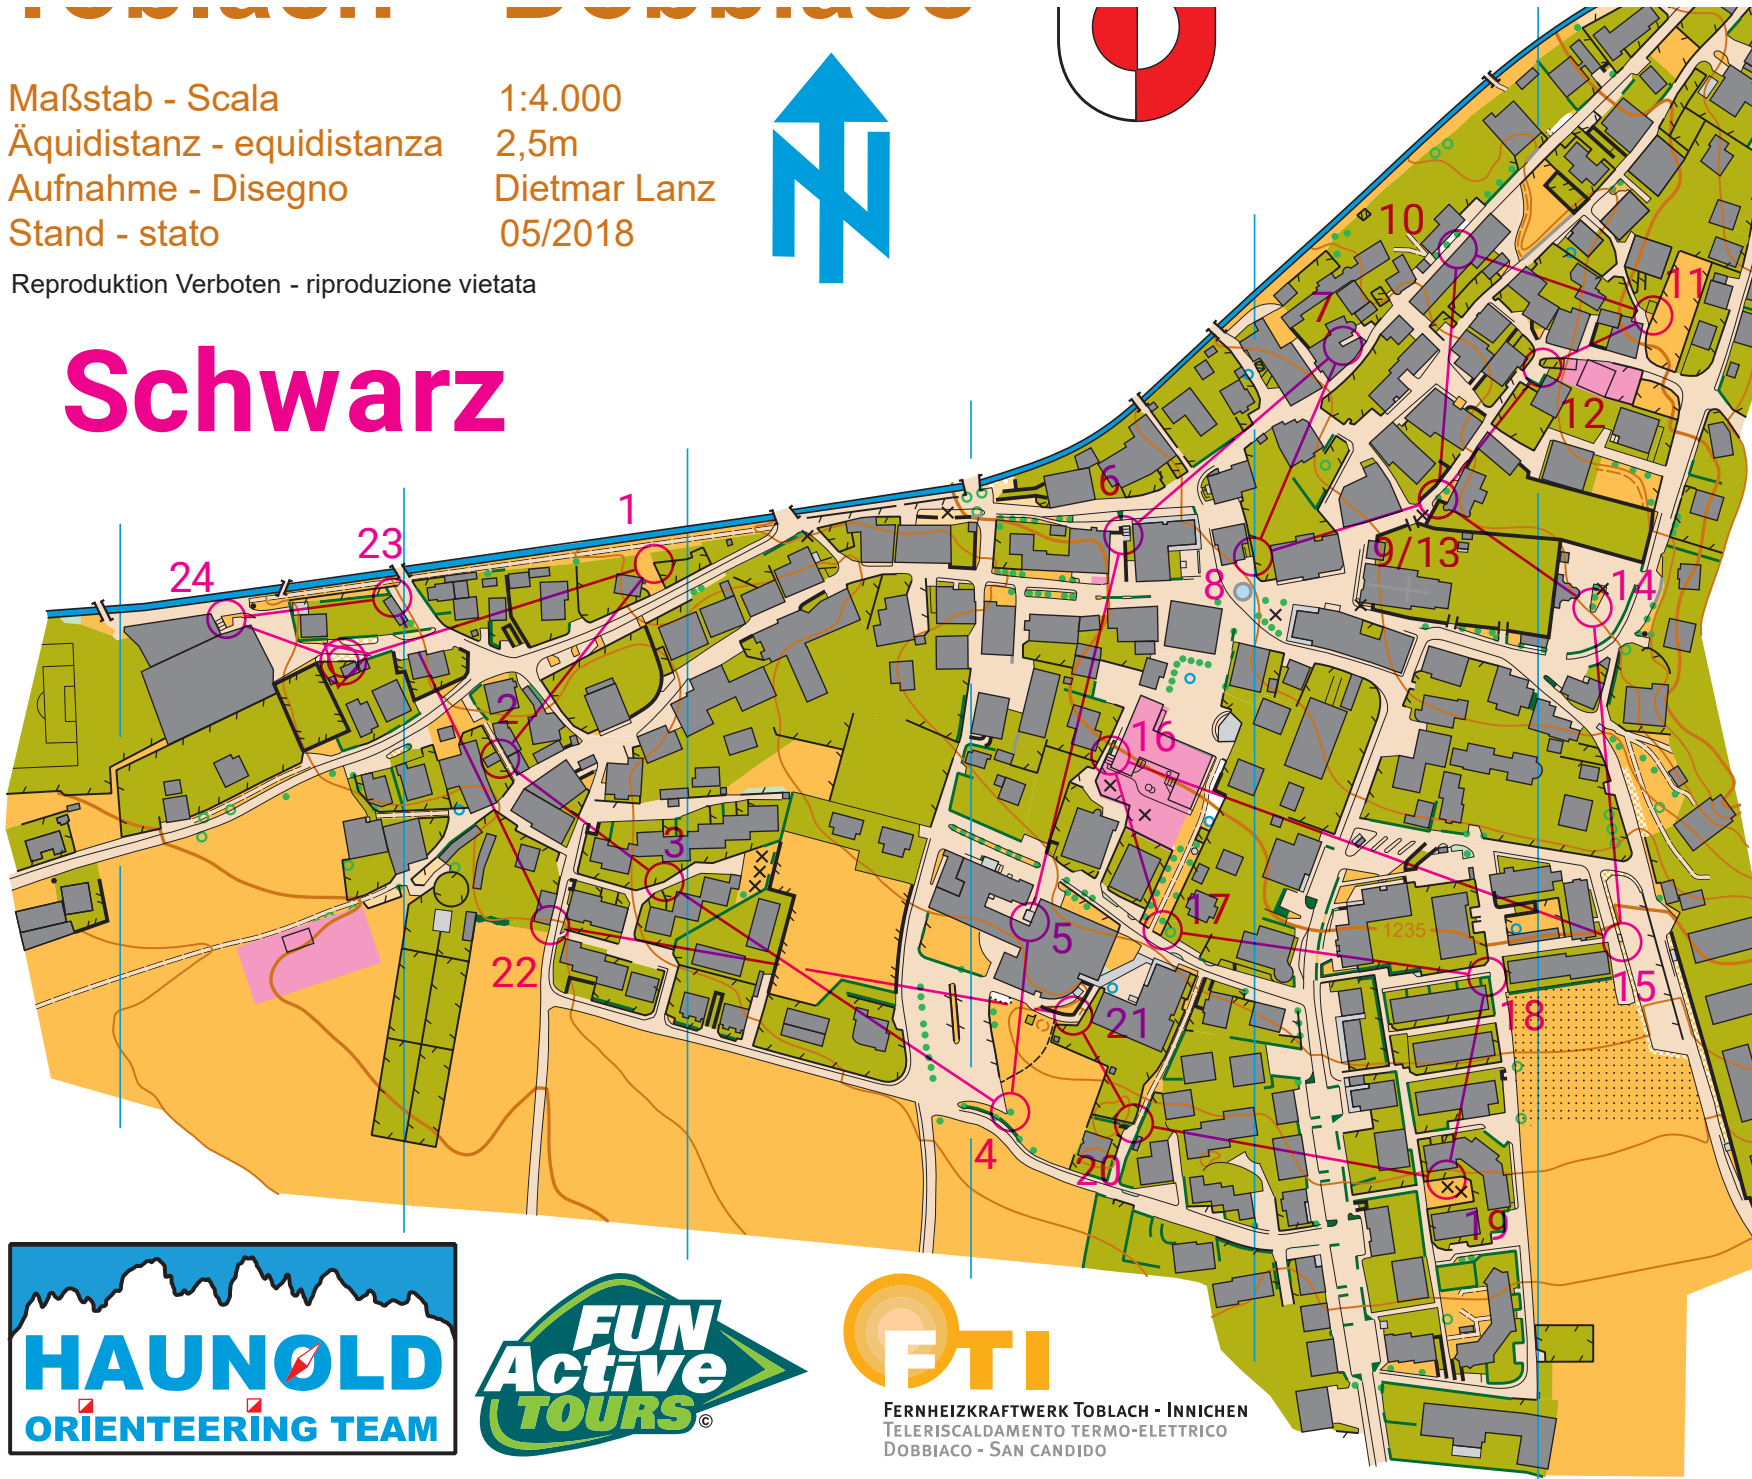 Toblach Dobbiaco
Maßstab - Scala 1:4.000
Äquidistanz - equidistanza 2,5m
Aufnahme - Disegno Dietmar Lanz
Stand - stato 05/2018
Reproduktion Verboten - riproduzione vietata
Schwarz
10
11
7
12
6
1
23
24
9/13
8
14
2
16
3
17
5
1235
22
15
18
21
4
20
19
HAUNOLD
ORIENTEERING TEAM
FUN
Active
TOURS©
FTI
FERNHEIZKRAFTWERK TOBLACH - INNICHEN
TELERISCALDAMENTO TERMO-ELETTRICO
DOBBIACO - SAN CANDIDO